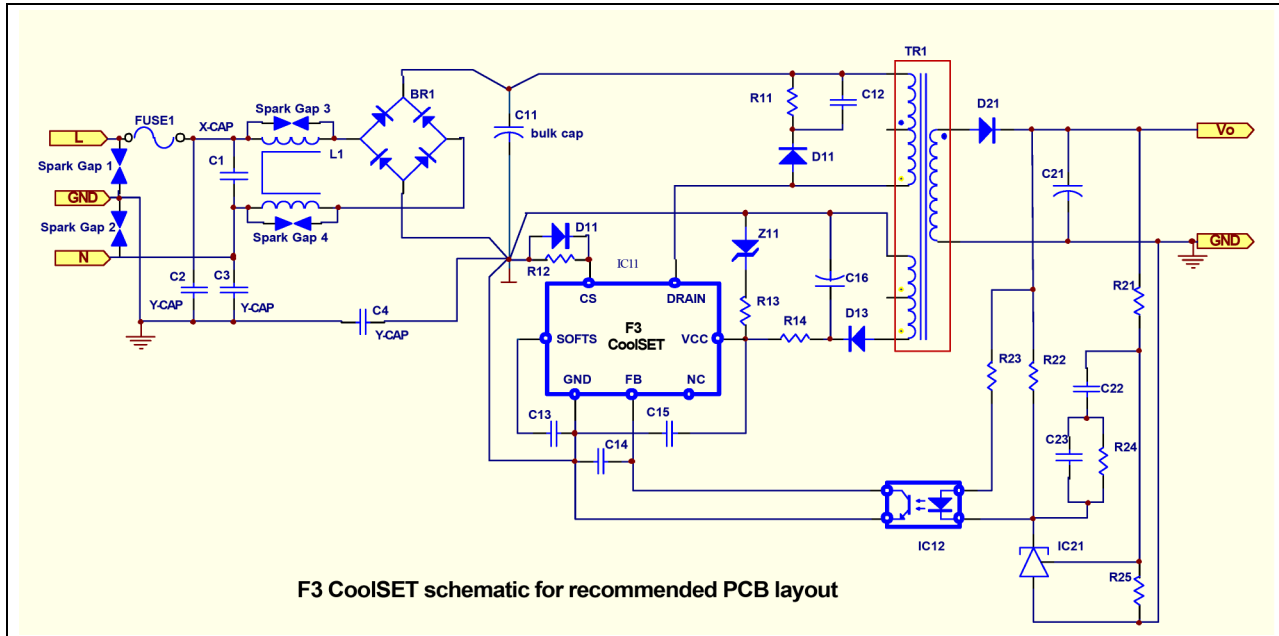 TR1
BR1
Spark Gap 3
FUSE1
X-CAP
C11
bulk cap
R11
C12
D21
L
L1
Vo
Spark Gap 1
C1
D11
C21
GND
Spark Gap 2
Spark Gap 4
N
D11
Z11
GND
R12
IC11
C16
C2
C3
Y-CAP
Y-CAP
CS
DRAIN
R13
R21
C4
Y-CAP
F3
CoolSET
SOFTS
VCC
R14
D13
R23
R22
GND
FB
NC
C22
C13
C15
C14
C23
R24
IC12
IC21
R25
F3 CoolSET schematic for recommended PCB layout